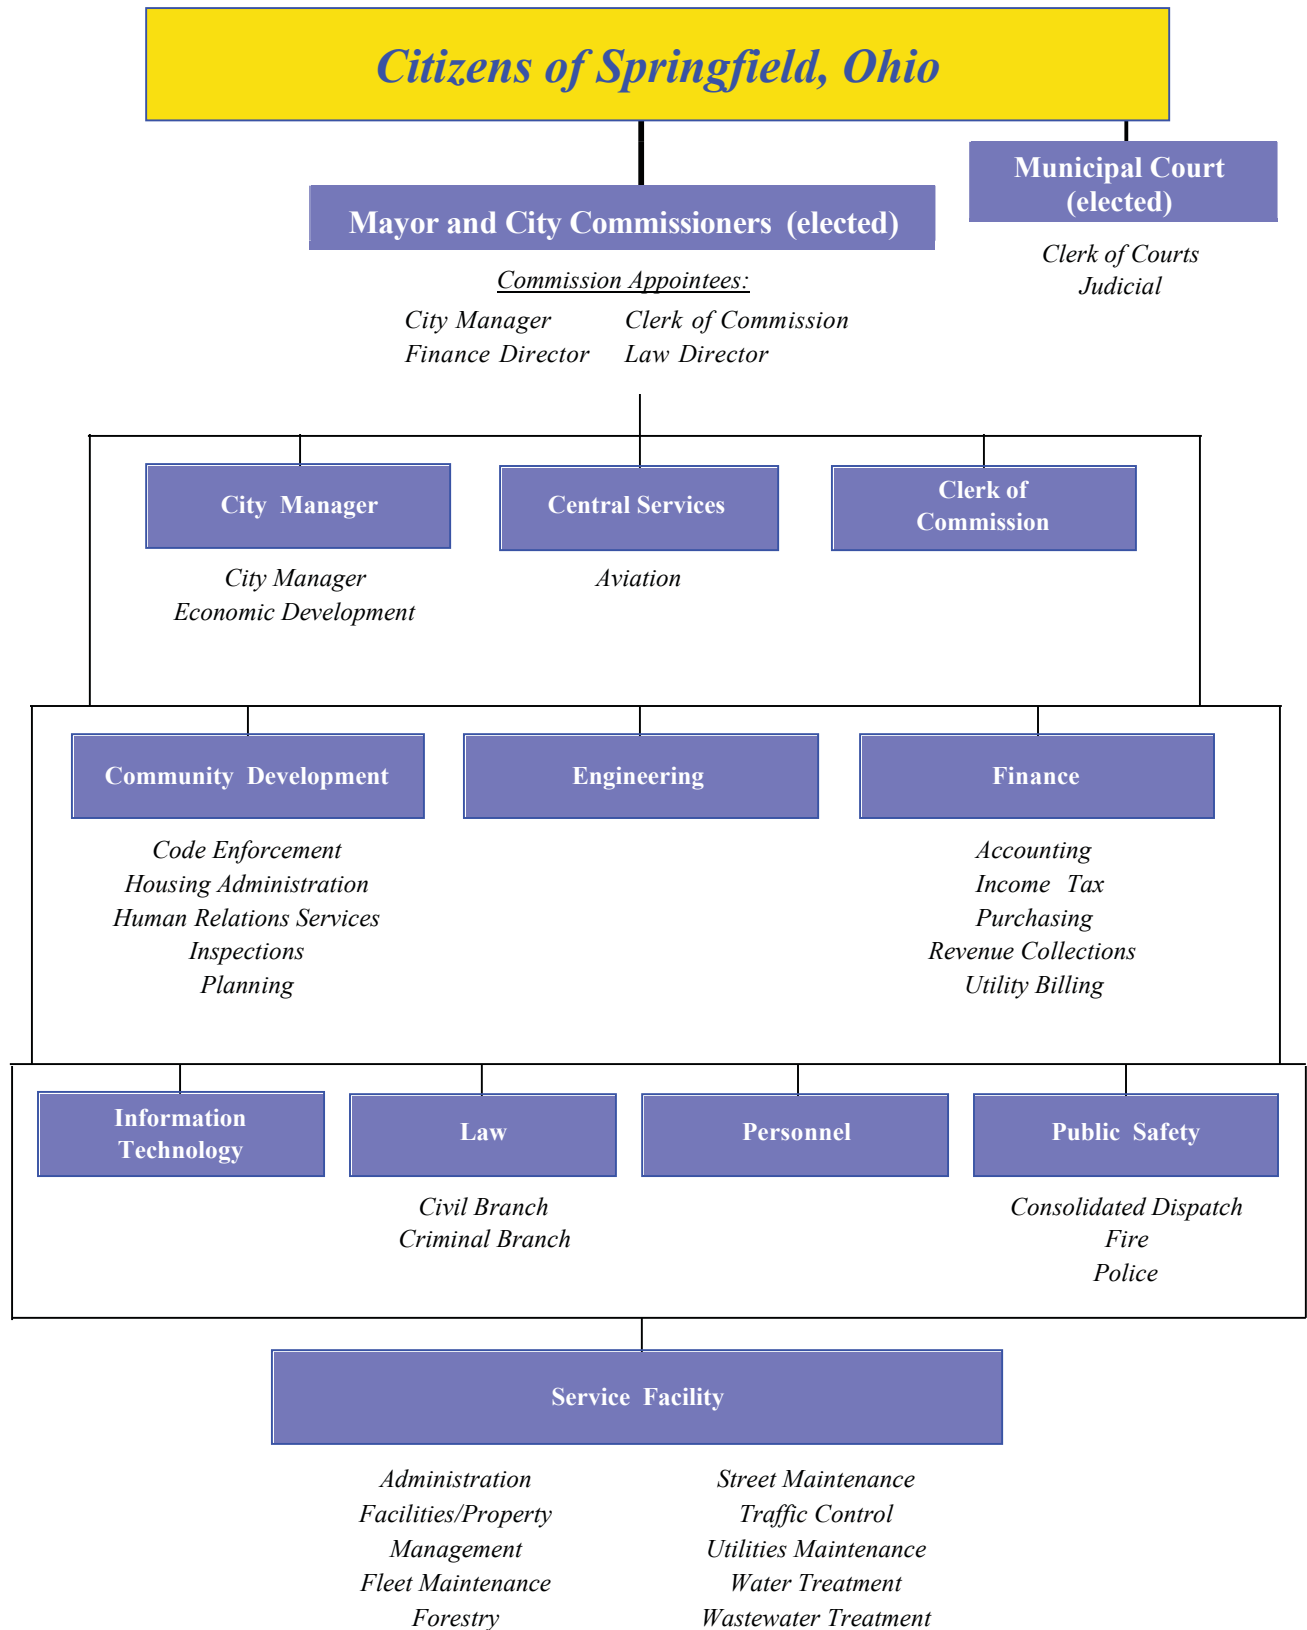 Citizens of Springfield, Ohio
Municipal Court
(elected)
Clerk of Courts
Judicial
Mayor and City Commissioners (elected)
Commission Appointees:
City Manager Clerk of Commission
Finance Director Law Director
City Manager
City Manager
Economic Development
Central Services
Aviation
Clerk of
Commission
Community Development
Code Enforcement
Housing Administration
Human Relations Services
Inspections
Planning
Engineering
Finance
Accounting
Income Tax
Purchasing
Revenue Collections
Utility Billing
Information
Technology
Law
Civil Branch
Criminal Branch
Personnel
Public Safety
Consolidated Dispatch
Fire
Police
Service Facility
Administration
Facilities/Property
Management
Fleet Maintenance
Forestry
Street Maintenance
Traffic Control
Utilities Maintenance
Water Treatment
Wastewater Treatment